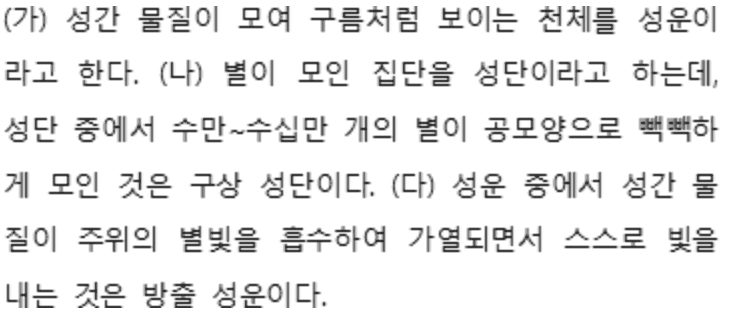 (가) 성간 물질이 모여 구름처럼 보이는 천체를 성운이
라고 한다. (나) 별이 모인 집단을 성단이라고 하는데,
성단 중에서 수만~수십만 개의 별이 공모양으로 빽빽하
게 모인 것은 구상 성단이다. (다) 성운 중에서 성간 물
질이 주위의 별빛을 흡수하여 가열되면서 스스로 빛을
내는 것은 방출 성운이다.